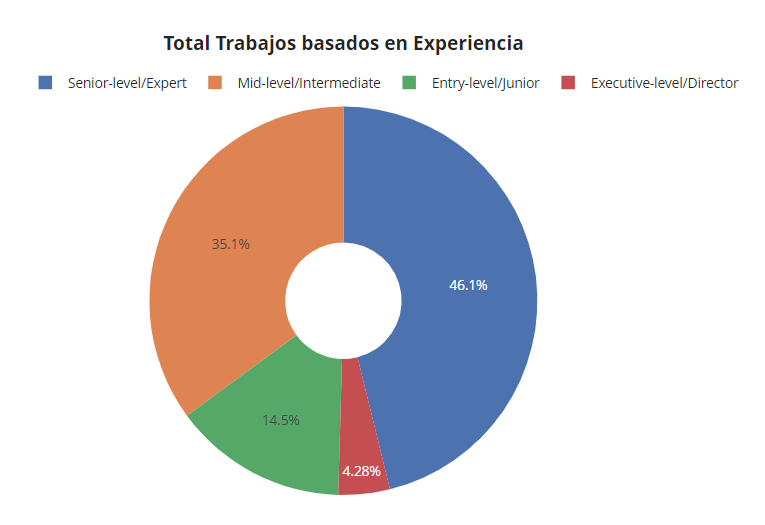 Total Trabajos basados en Experiencia
Senior-level/Expert Mid-level/Intermediate Entry-level/Junior Executive-level/Director
35.1%
46.1%
14.5%
4.28%